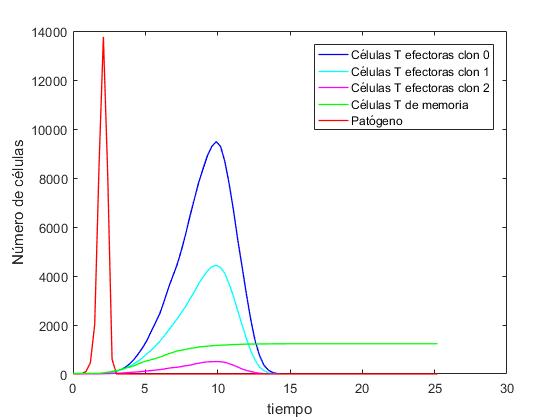 14000
12000
10000
8000
6000
4000
2000
0
Número de células
0
5
10
15
20
25
30
tiempo
Células T efectoras clon 0
Células T efectoras clon 1
Células T efectoras clon 2
Células T de memoria
Patógeno